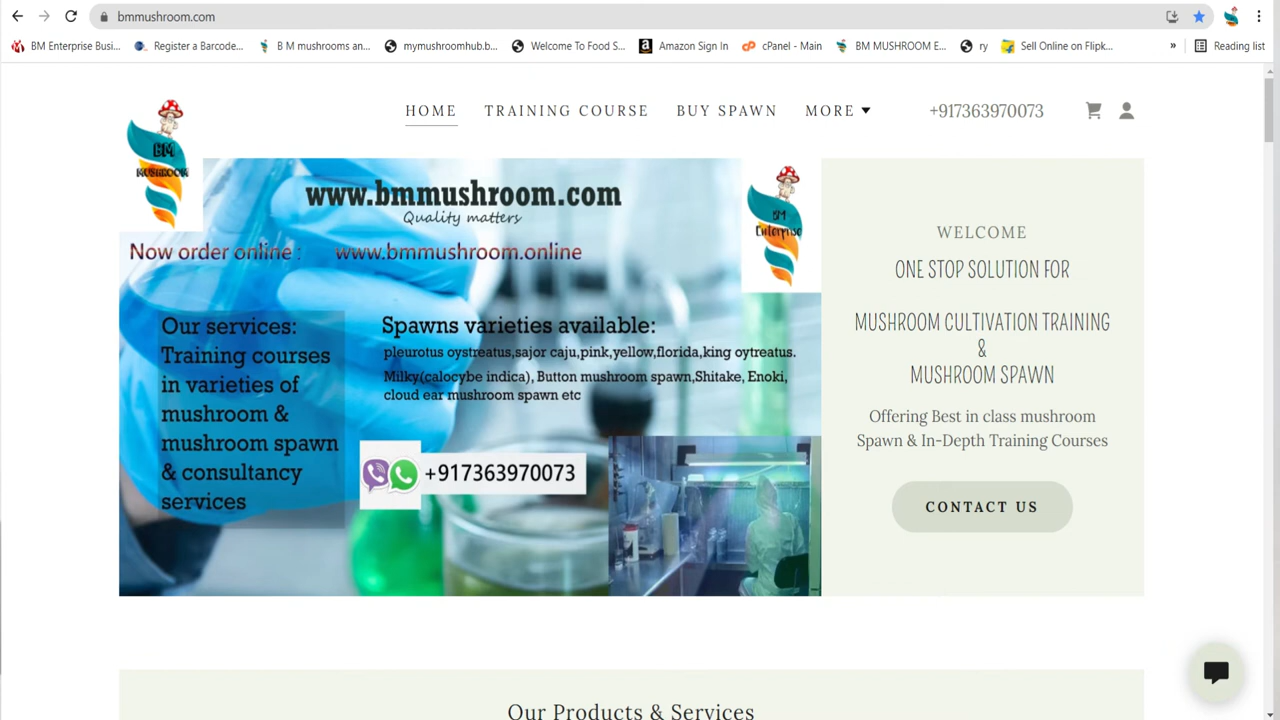 bmmushroom.com
BM Enterprise Busi...
Register a Barcode...
B M mushrooms an...
mymushroomhub.b...
Welcome To Food S...
Amazon Sign In
cPanel - Main
BM MUSHROOM E...
ry
Sell Online on Flipk...
»
Reading list
HOME
TRAINING COURSE
BUY SPAWN
MORE
+917363970073
BM
MUSHROOM
www.bmmushroom.com
Quality matters
Now order online : www.bmmushroom.online
BM
Enterprise
Our services:
Training courses
in varieties of
mushroom &
mushroom spawn
& consultancy
services
Spawns varieties available:
pleurotus oystreatus,sajor caju,pink,yellow,florida,king oytreatus.
Milky(calocybe indica), Button mushroom spawn,Shitake, Enoki,
cloud ear mushroom spawn etc
+917363970073
WELCOME
ONE STOP SOLUTION FOR
MUSHROOM CULTIVATION TRAINING
&
MUSHROOM SPAWN
Offering Best in class mushroom
Spawn & In-Depth Training Courses
CONTACT US
Our Products & Services